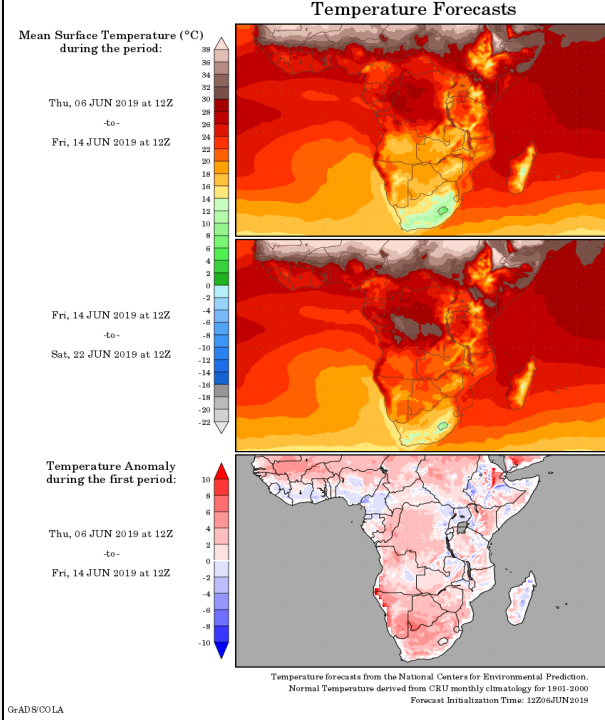 Temperature Forecasts
Mean Surface Temperature (°C)
during the period:
Thu, 06 JUN 2019 at 12Z
-to-
Fri, 14 JUN 2019 at 12Z
38
36
34
32
30
28
26
24
22
20
18
16
14
12
10
8
6
4
2
0
-2
-4
-6
-8
-10
-12
-14
-16
-18
-20
-22
Fri, 14 JUN 2019 at 12Z
-to-
Sat, 22 JUN 2019 at 12Z
Temperature Anomaly
during the first period:
Thu, 06 JUN 2019 at 12Z
-to-
Fri, 14 JUN 2019 at 12Z
10
8
6
4
2
0
-2
-4
-6
-8
-10
Temperature forecasts from the National Centers for Environmental Prediction.
Normal Temperature derived from CRU monthly climatology for 1901-2000
Forecast Initialization Time: 12Z06JUN2019
GrADS/COLA